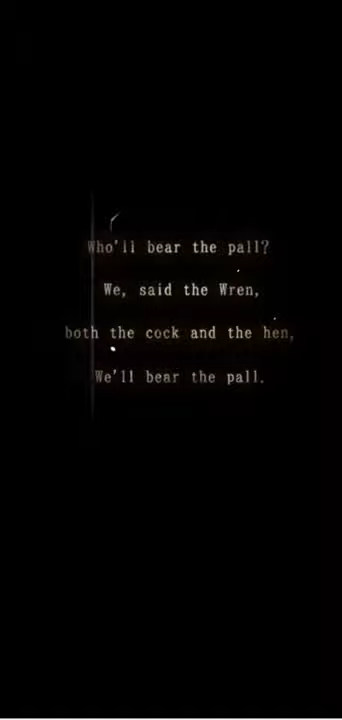 Who'll bear the pall?
We, said the Wren,
both the cock and the hen,
We'll bear the pall.